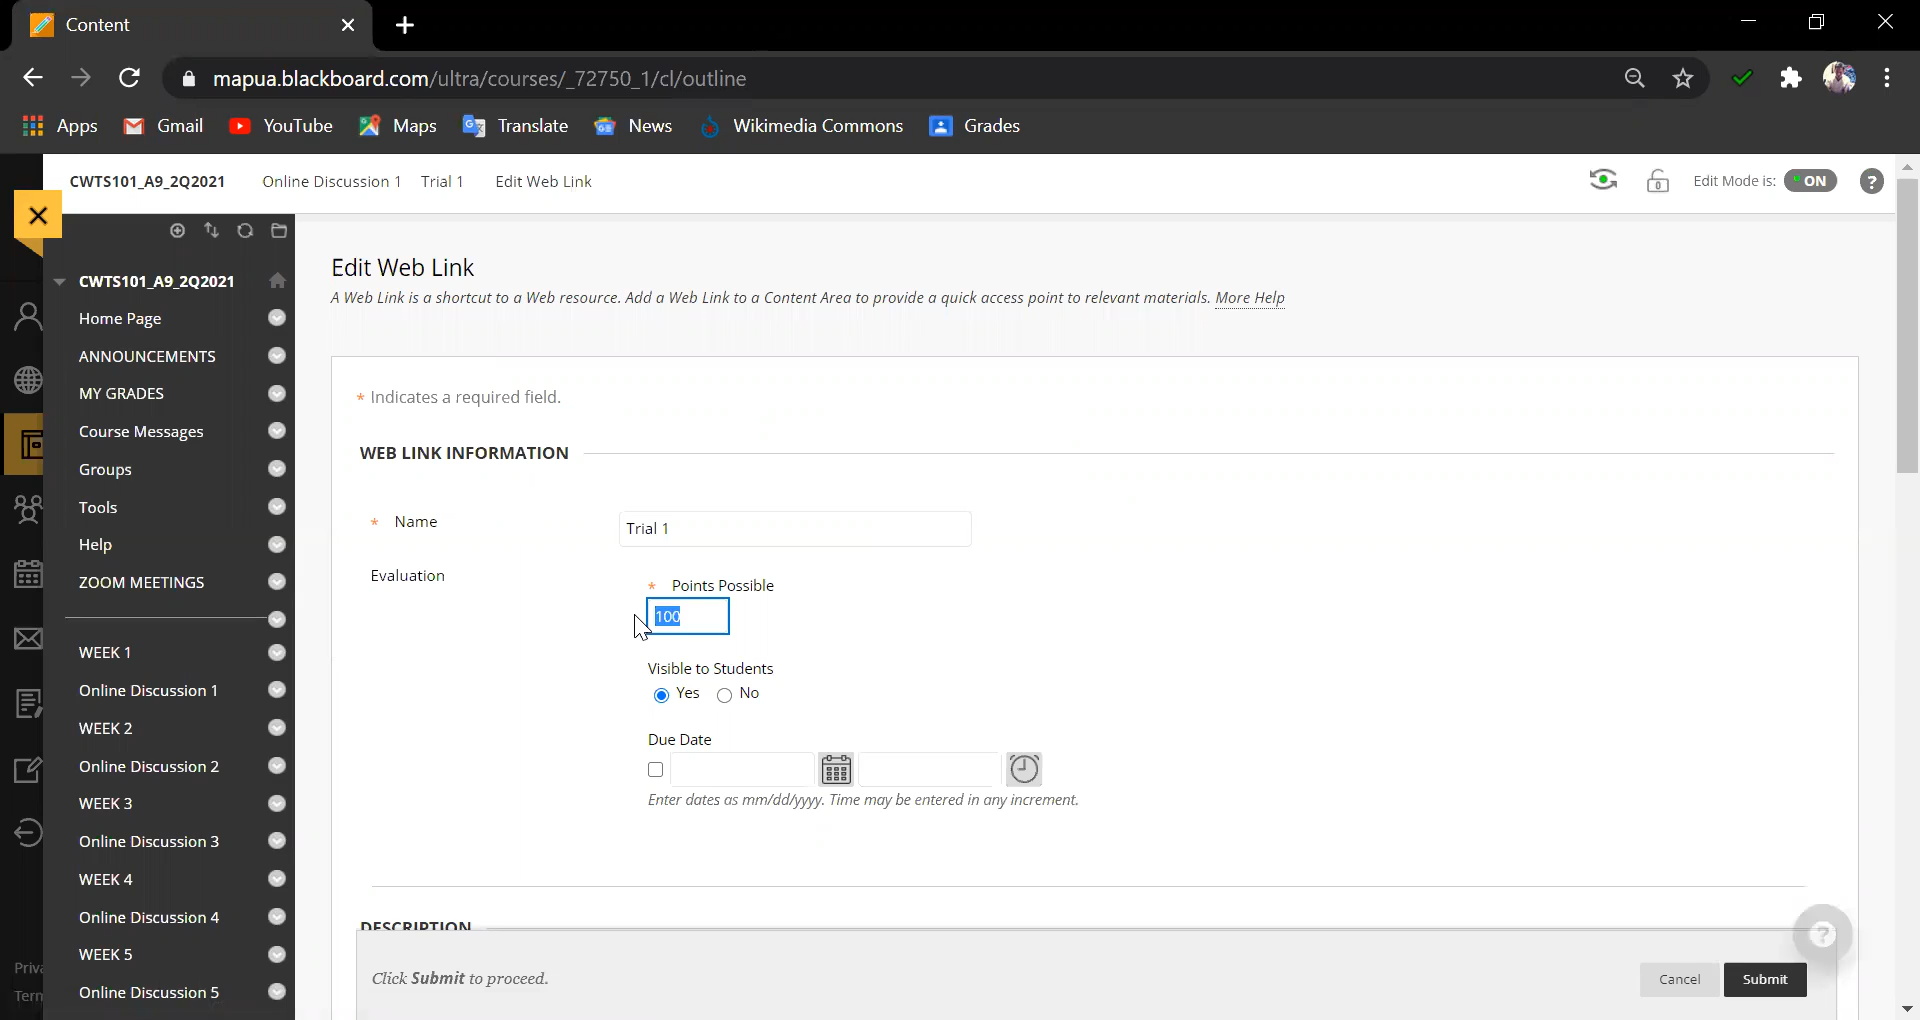 Content
mapua.blackboard.com/ultra/courses/_72750_1/cl/outline
Apps Gmail YouTube Maps Translate News Wikimedia Commons Grades
CWTS101_A9_2Q2021 Online Discussion 1 Trial 1 Edit Web Link Edit Mode is: ON ?
CWTS101_A9_2Q2021
Home Page
ANNOUNCEMENTS
MY GRADES
Course Messages
Groups
Tools
Help
ZOOM MEETINGS
WEEK 1
Online Discussion 1
WEEK 2
Online Discussion 2
WEEK 3
Online Discussion 3
WEEK 4
Online Discussion 4
WEEK 5
Online Discussion 5
Priva
Term
Edit Web Link
A Web Link is a shortcut to a Web resource. Add a Web Link to a Content Area to provide a quick access point to relevant materials. More Help
* Indicates a required field.
WEB LINK INFORMATION
* Name Trial 1
Evaluation
* Points Possible
100
Visible to Students
Yes No
Due Date
Enter dates as mm/dd/yyyy. Time may be entered in any increment.
DESCRIPTION
?
Click Submit to proceed.
Cancel Submit